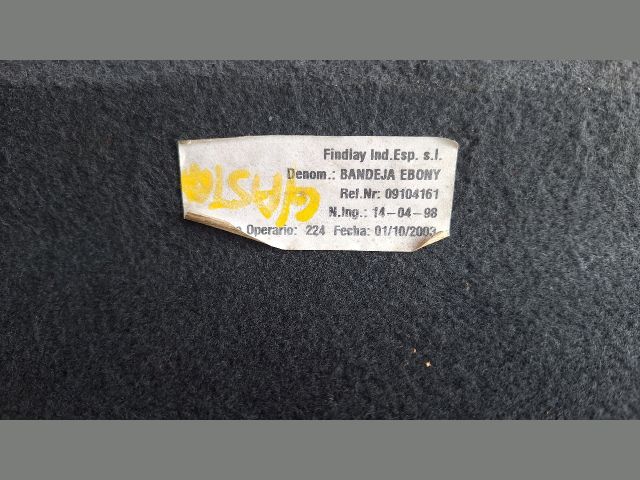 Findlay Ind.Esp. s.l.
Denom.: BANDEJA EBONY
Ref.Nr: 09104161
N.Ing.: 14-04-98
Operario: 224 Fecha: 01/10/2003